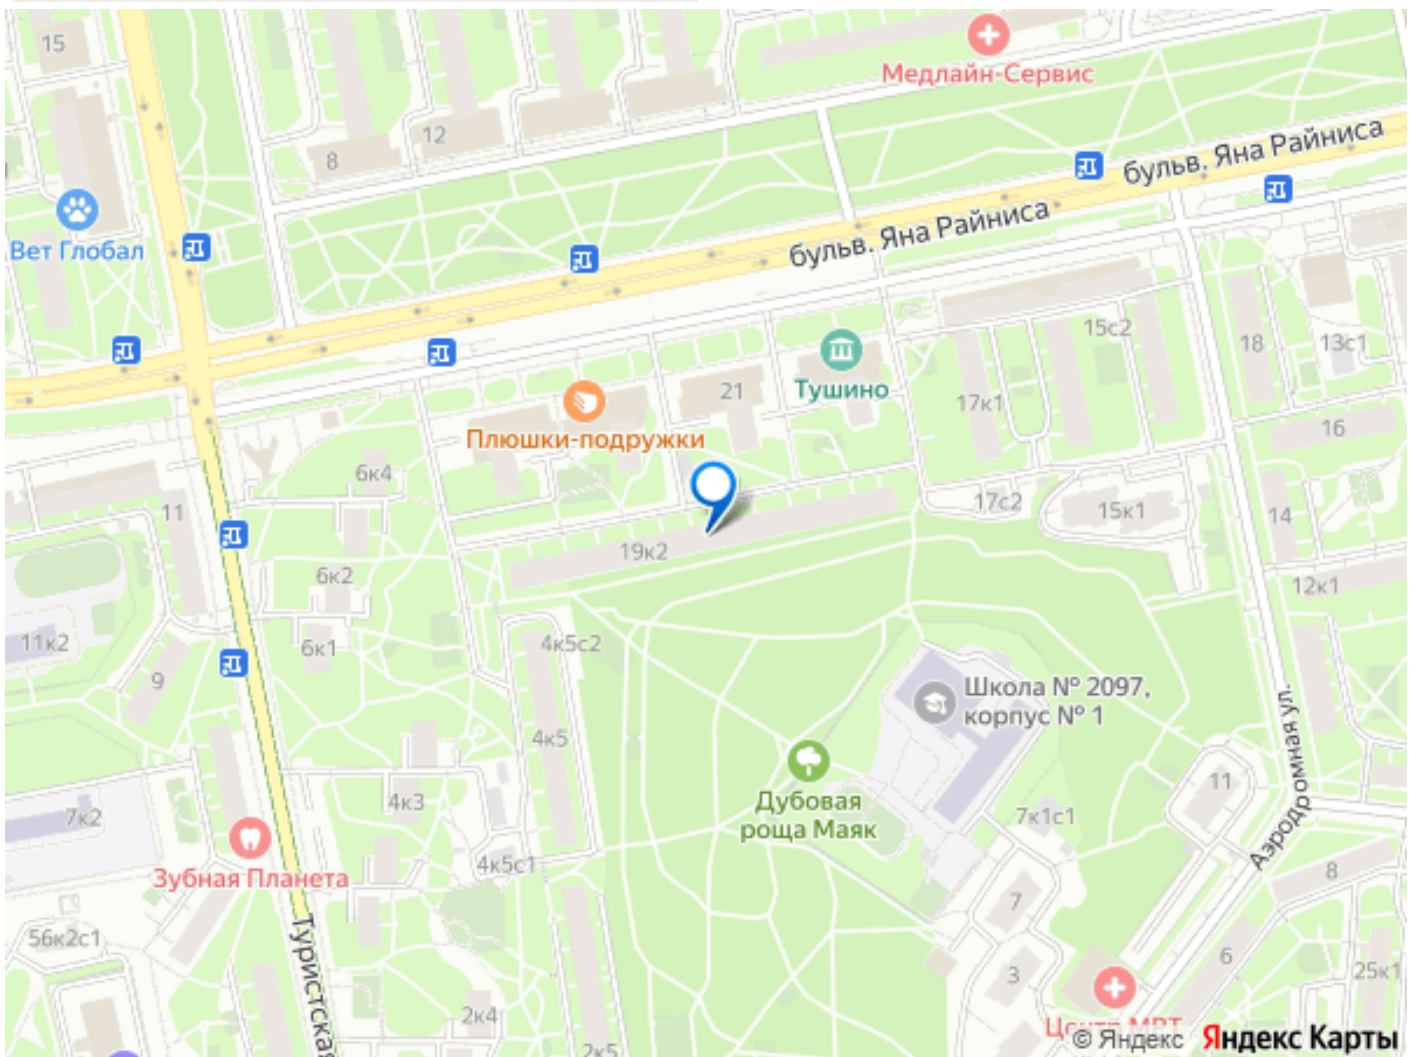 15
Медлайн-Сервис
12
8
бульв. Яна Райниса
бульв. Яна Райниса
Вет Глобал
15с2
18
13с1
21
Тушино
17к1
16
Плюшки-подружки
6к4
11
17с2
15к1
14
19к2
6к2
12к1
11к2
6к1
4к5с2
9
Школа № 2097,
корпус № 1
4к5
Аэродромная ул.
11
Дубовая
роща Маяк
4к3
7к2
7к1с1
Зубная Планета
4к5с1
8
7
56к2с1
Туристская
6
3
25к1
2к4
Центр МРТ
2к5
© Яндекс
Яндекс Карты